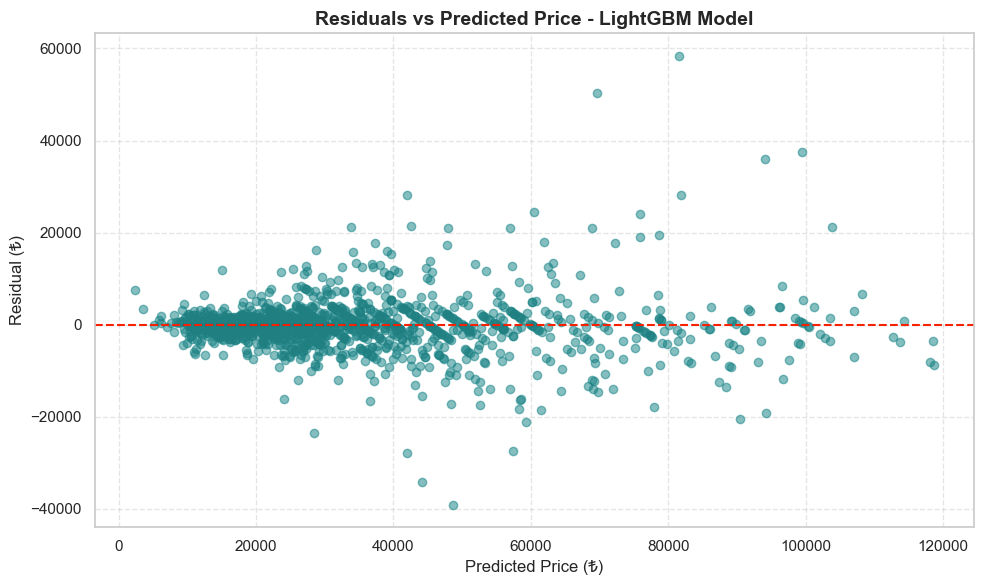 Residuals vs Predicted Price - LightGBM Model
60000
40000
20000
0
−20000
−40000
Residual (₺)
0 20000 40000 60000 80000 100000 120000
Predicted Price (₺)